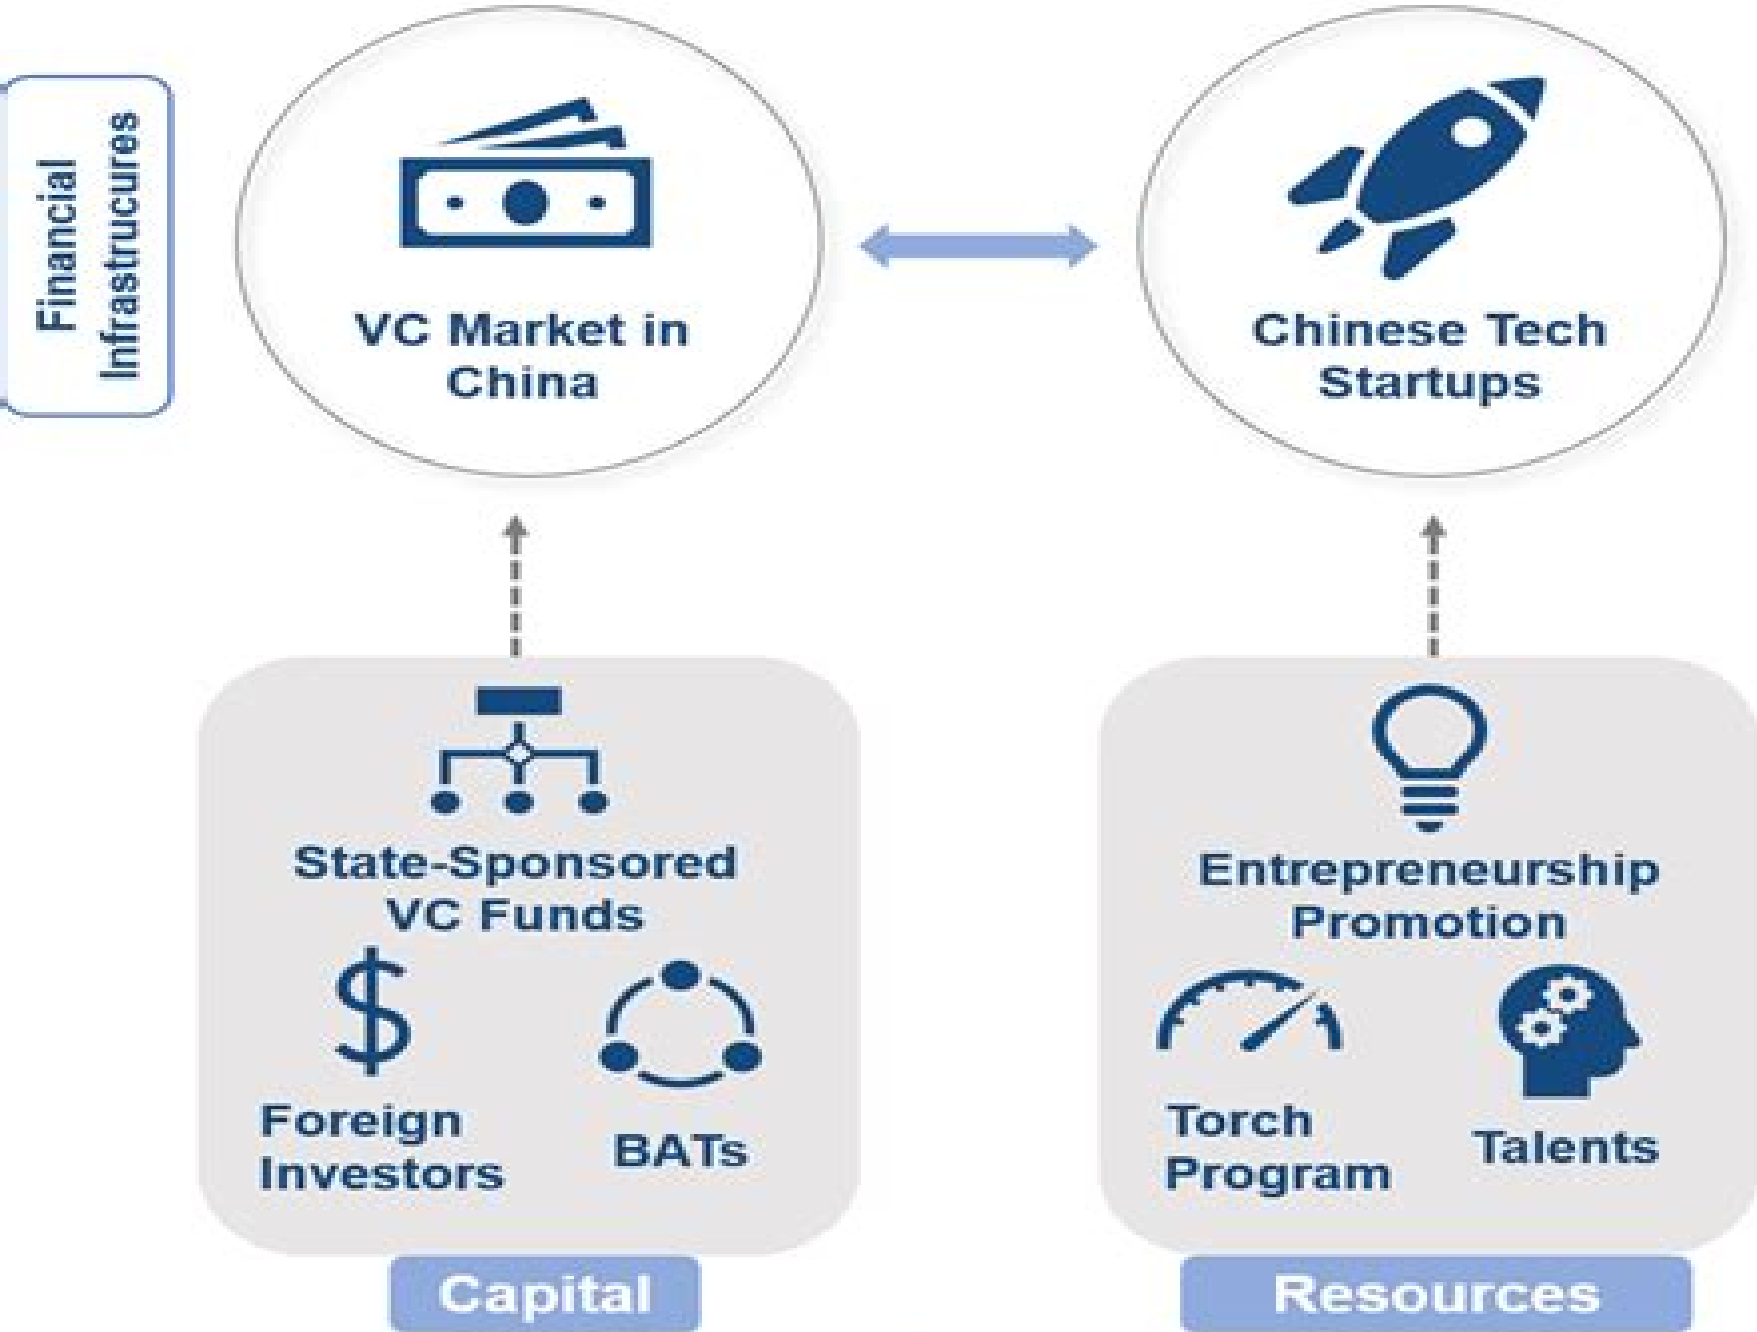 Financial
Infrastrucures
VC Market in
China
Chinese Tech
Startups
State-Sponsored
VC Funds
Foreign
Investors
BATs
Entrepreneurship
Promotion
Torch
Program
Talents
Capital
Resources